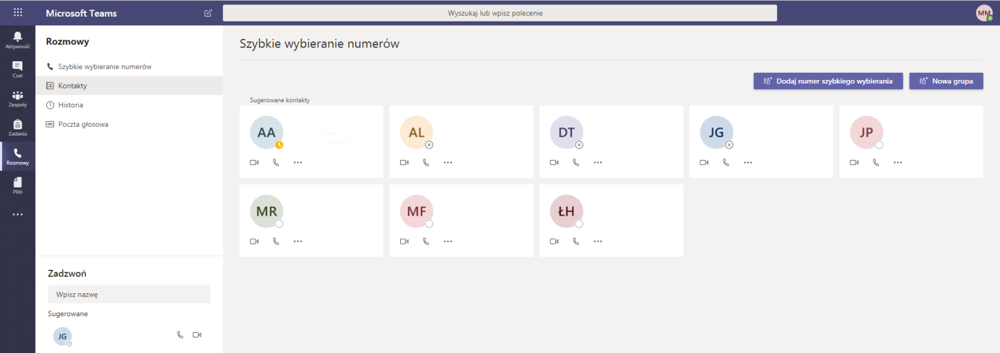 Microsoft Teams
Wyszukaj lub wpisz polecenie
MM
Aktywność
Czat
Zespoły
Zadania
Rozmowy
Pliki
Rozmowy
Szybkie wybieranie numerów
Kontakty
Historia
Poczta głosowa
Zadzwoń
Wpisz nazwę
Sugerowane
JG
Szybkie wybieranie numerów
Dodaj numer szybkiego wybierania
Nowa grupa
Sugerowane kontakty
AA
AL
DT
JG
JP
MR
MF
ŁH